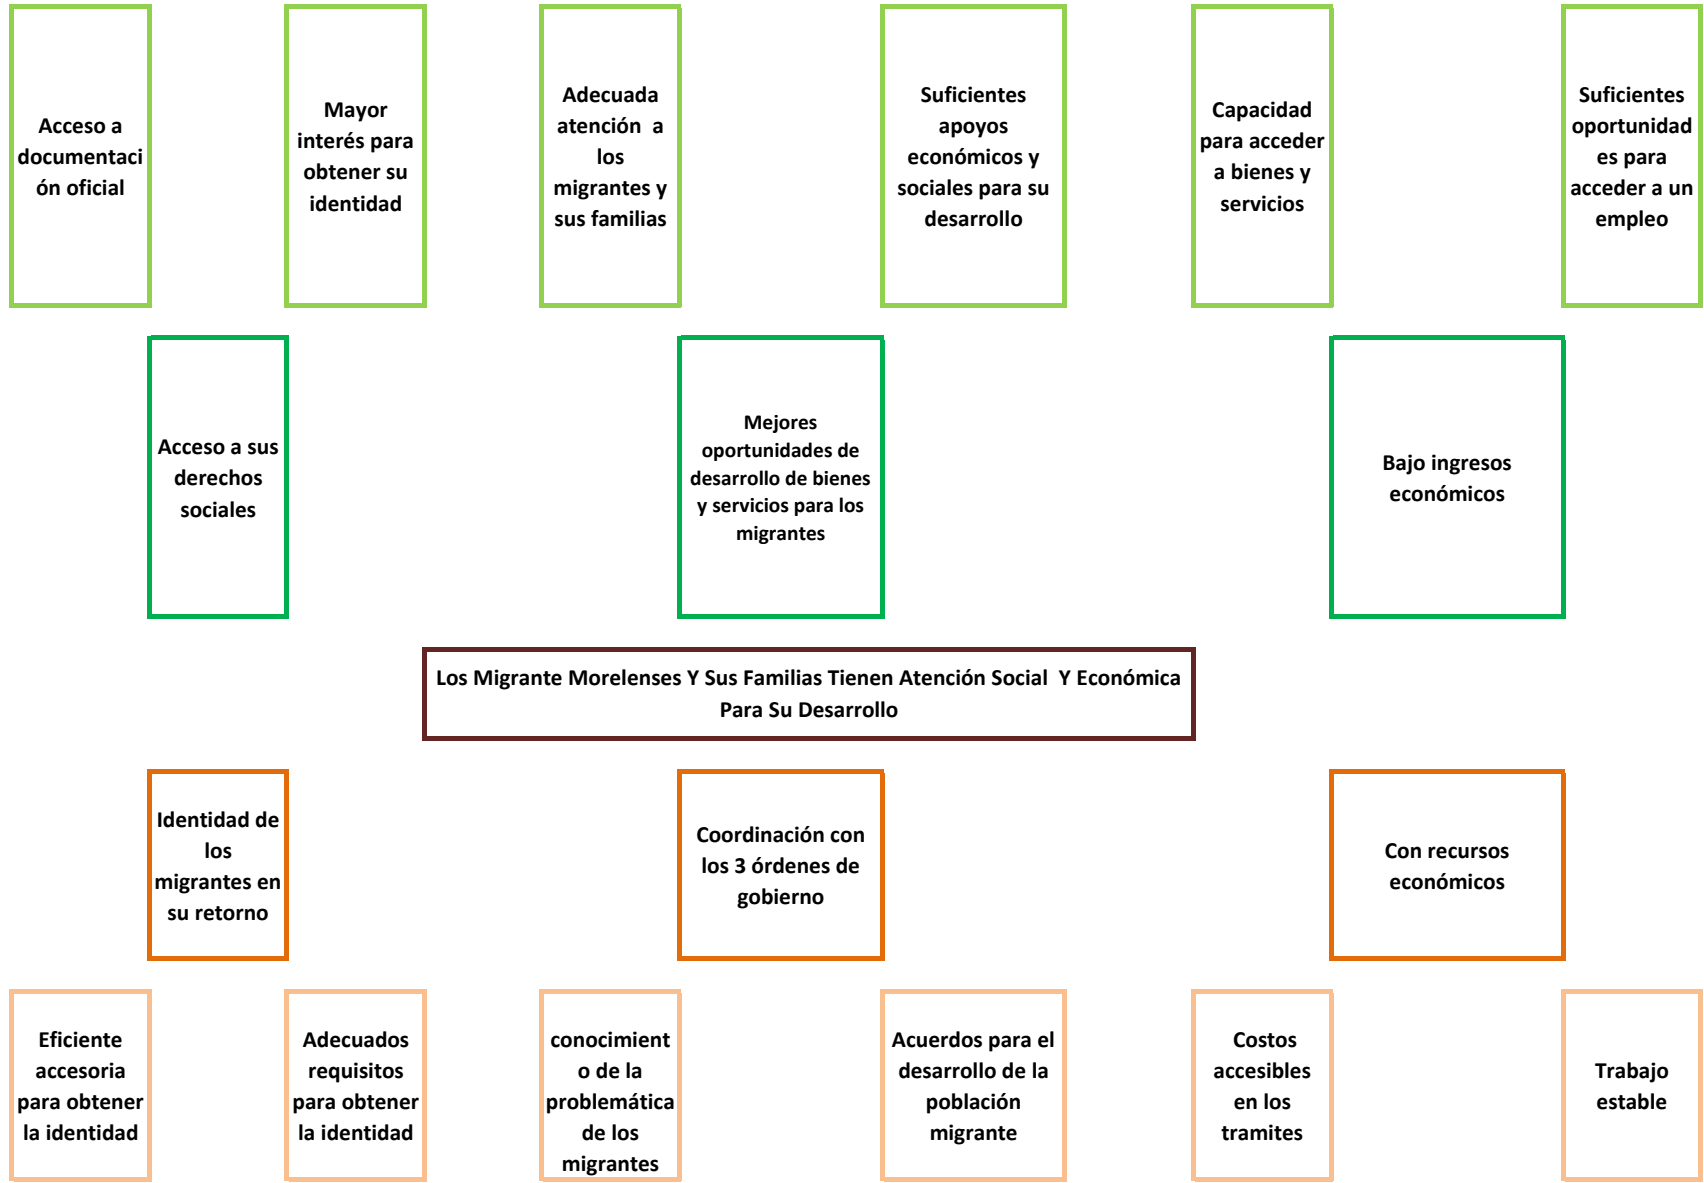 Acceso a
documentaci
ón oficial
Mayor
interés para
obtener su
identidad
Adecuada
atención  a
los
migrantes y
sus familias
Suficientes
apoyos
económicos y
sociales para su
desarrollo
Capacidad
para acceder
a bienes y
servicios
Suficientes
oportunidad
es para
acceder a un
empleo
Acceso a sus
derechos
sociales
Mejores
oportunidades de
desarrollo de bienes
y servicios para los
migrantes
Bajo ingresos
económicos
Los Migrante Morelenses Y Sus Familias Tienen Atención Social  Y Económica
Para Su Desarrollo
Identidad de
los
migrantes en
su retorno
Coordinación con
los 3 órdenes de
gobierno
Con recursos
económicos
Eficiente
accesoria
para obtener
la identidad
Adecuados
requisitos
para obtener
la identidad
conocimient
o de la
problemática
de los
migrantes
Acuerdos para el
desarrollo de la
población
migrante
Costos
accesibles
en los
tramites
Trabajo
estable